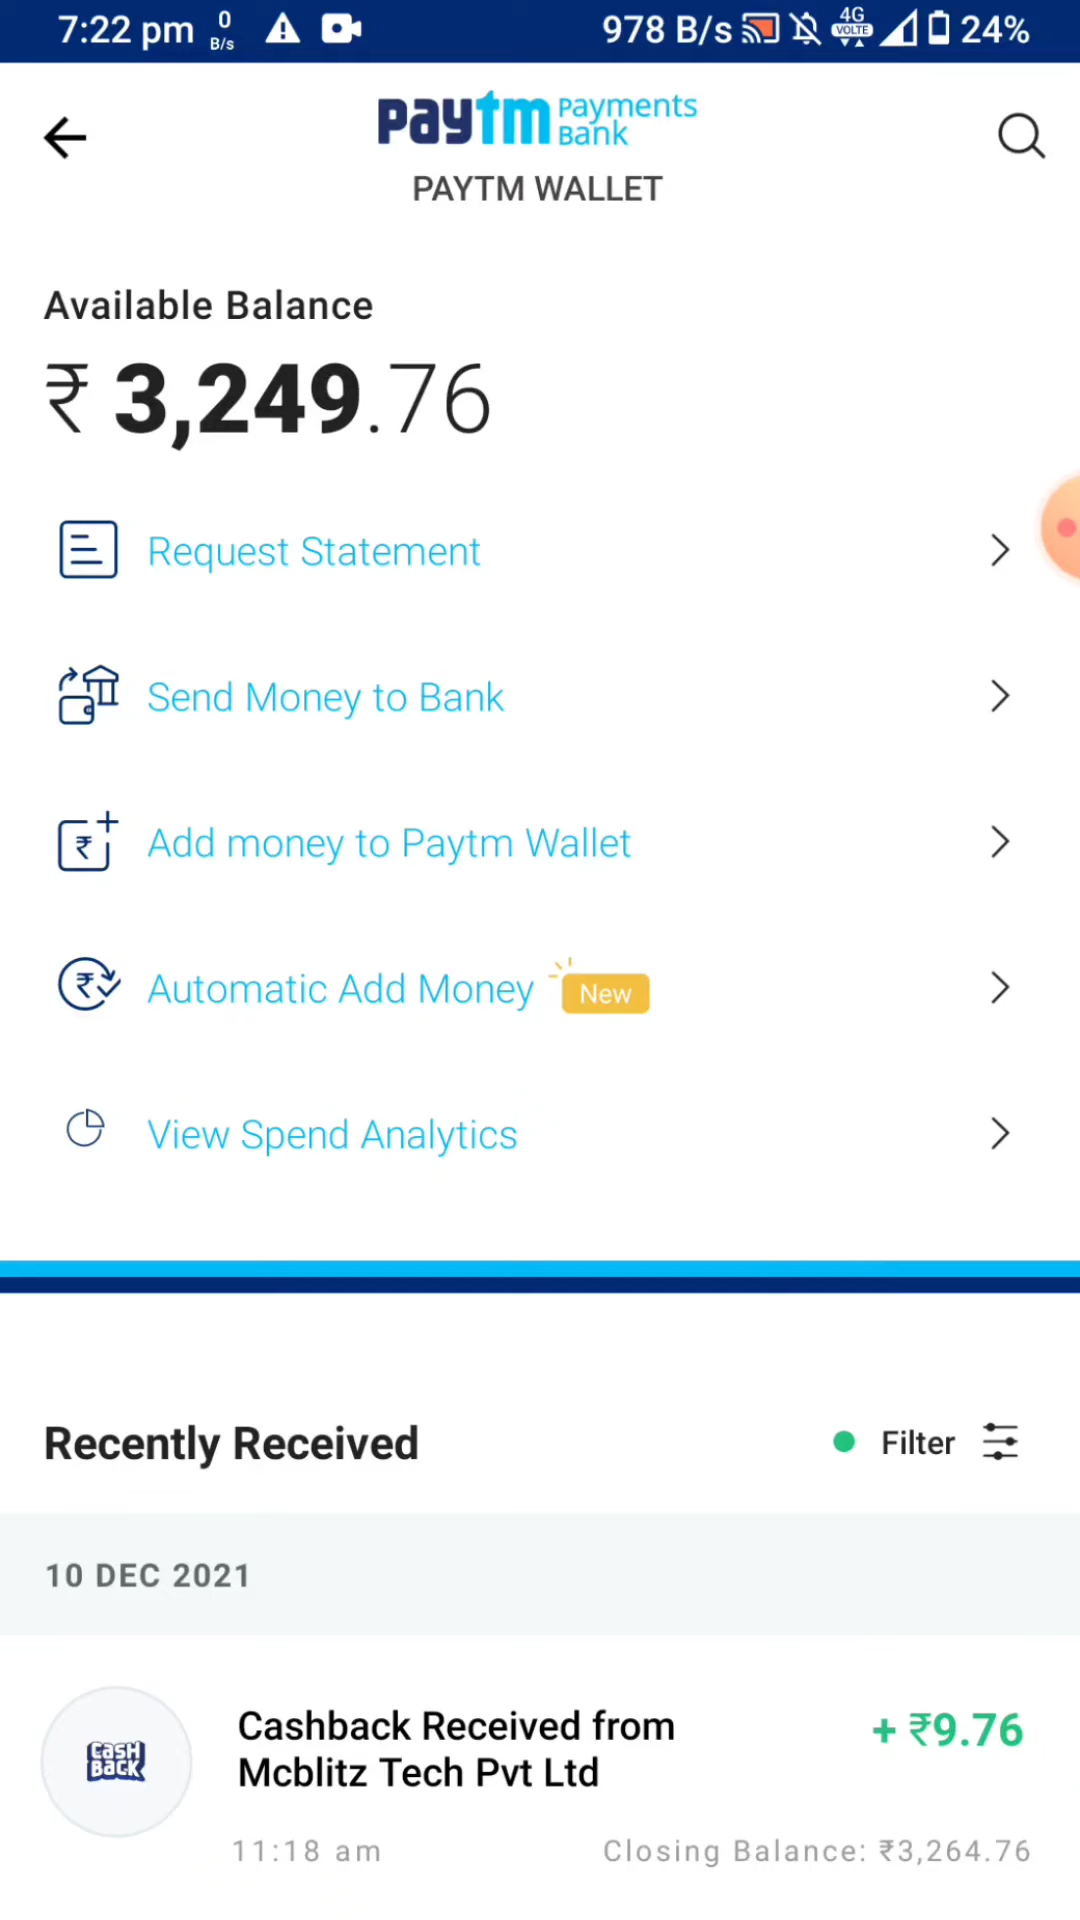 7:22 pm 0 B/s 978 B/s 4G VOLTE 24%
paytm Payments Bank
PAYTM WALLET
Available Balance
₹ 3,249.76
Request Statement
Send Money to Bank
₹ Add money to Paytm Wallet
₹ Automatic Add Money New
View Spend Analytics
Recently Received Filter
10 DEC 2021
CASH BACK
Cashback Received from + ₹9.76
Mcblitz Tech Pvt Ltd
11:18 am Closing Balance: ₹3,264.76